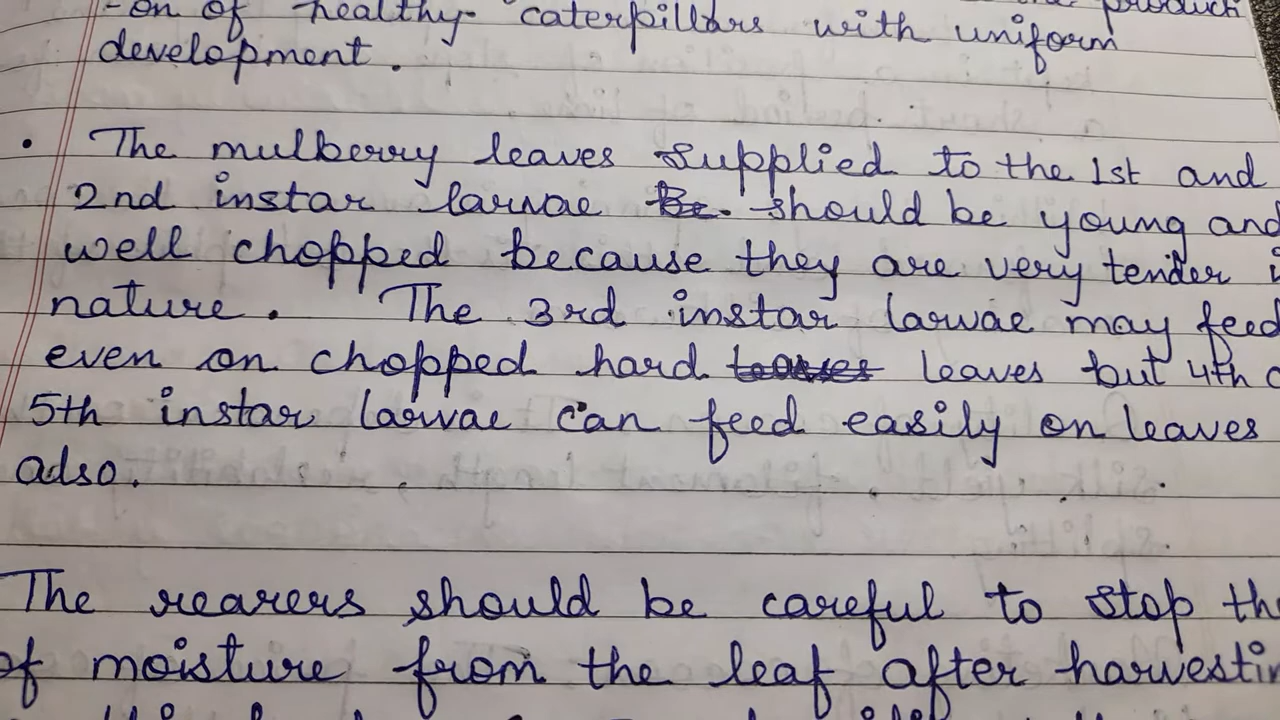 -on of healthy caterpillars with uniform
development.
• The mulberry leaves supplied to the 1st and
2nd instar larvae Be. should be young and
well chopped because they are very tender
nature. The 3rd instar larvae may feed
even on chopped hard leaves but 4th
5th instar larvae can feed easily on leaves
also.
The rearers should be careful to stop
of moisture from the leaf after